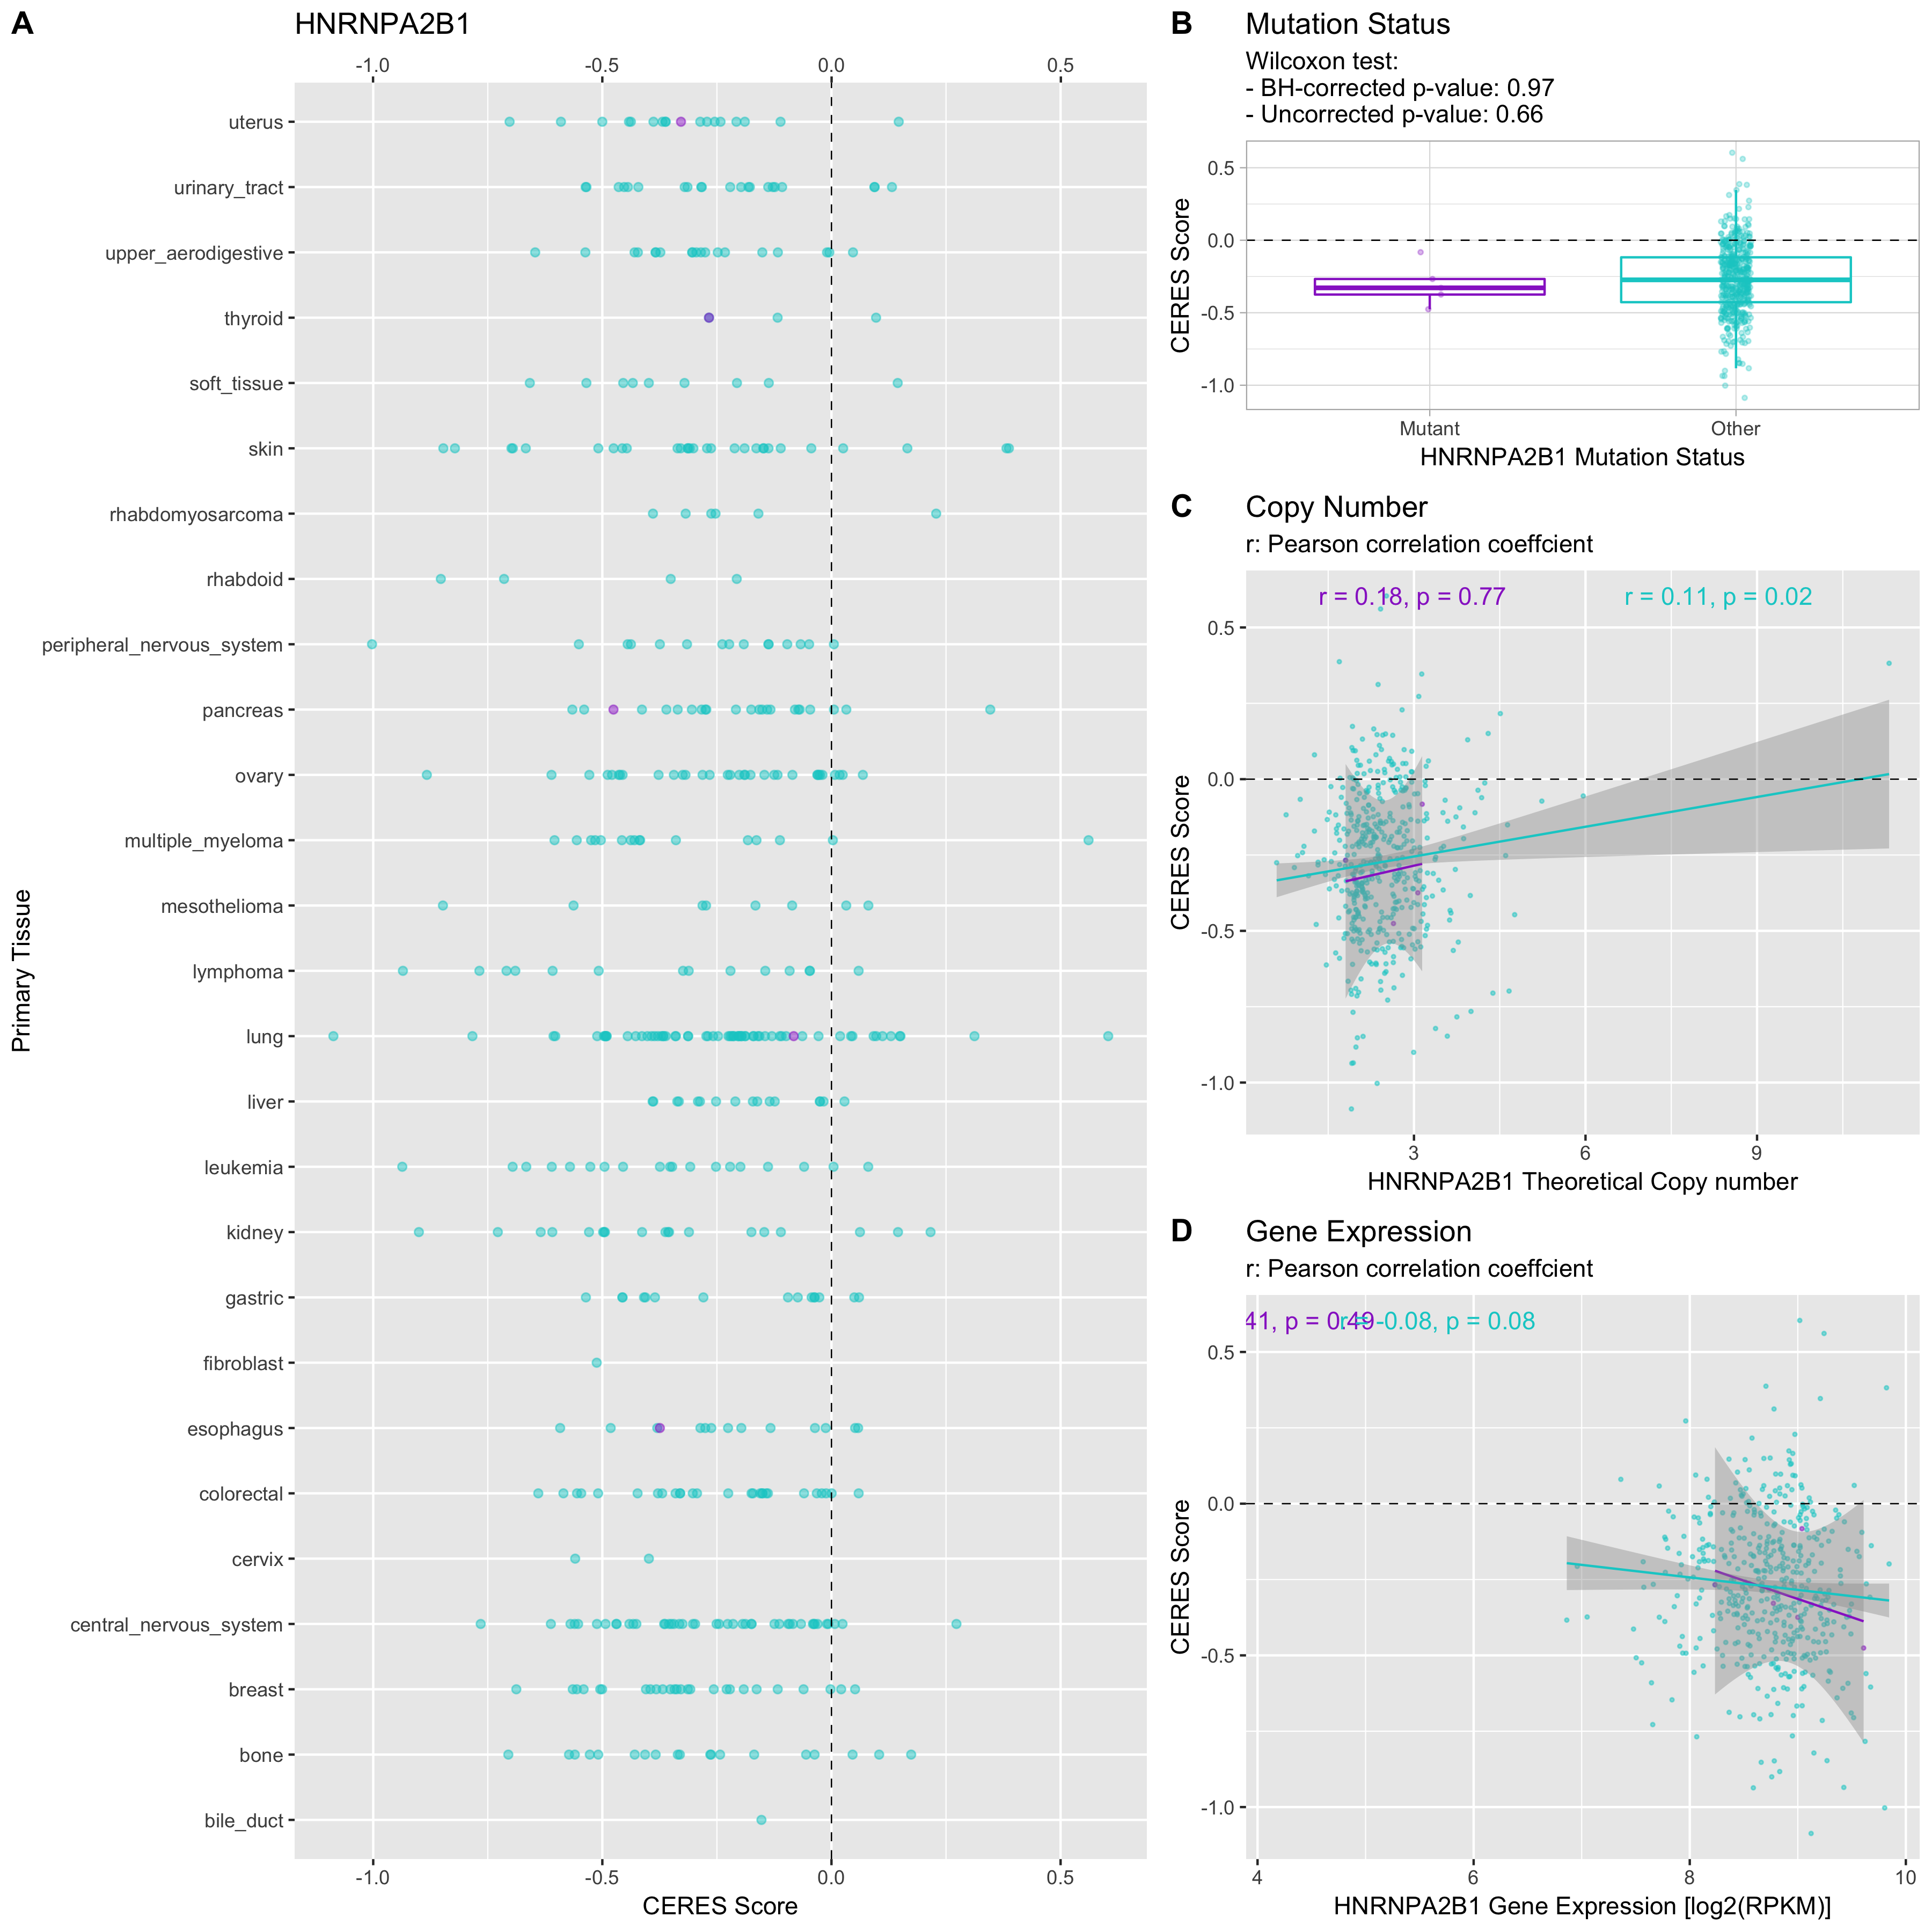 A
HNRNPA2B1
-1.0 -0.5 0.0 0.5
uterus
urinary_tract
upper_aerodigestive
thyroid
soft_tissue
skin
rhabdomyosarcoma
rhabdoid
peripheral_nervous_system
pancreas
ovary
multiple_myeloma
mesothelioma
lymphoma
lung
liver
leukemia
kidney
gastric
fibroblast
esophagus
colorectal
cervix
central_nervous_system
breast
bone
bile_duct
Primary Tissue
-1.0 -0.5 0.0 0.5
CERES Score
B
Mutation Status
Wilcoxon test:
- BH-corrected p-value: 0.97
- Uncorrected p-value: 0.66
0.5
0.0
-0.5
-1.0
CERES Score
Mutant Other
HNRNPA2B1 Mutation Status
C
Copy Number
r: Pearson correlation coeffcient
r = 0.18, p = 0.77
r = 0.11, p = 0.02
0.5
0.0
-0.5
-1.0
CERES Score
3 6 9
HNRNPA2B1 Theoretical Copy number
D
Gene Expression
r: Pearson correlation coeffcient
41, p = 0.49
r = -0.08, p = 0.08
0.5
0.0
-0.5
-1.0
CERES Score
4 6 8 10
HNRNPA2B1 Gene Expression [log2(RPKM)]